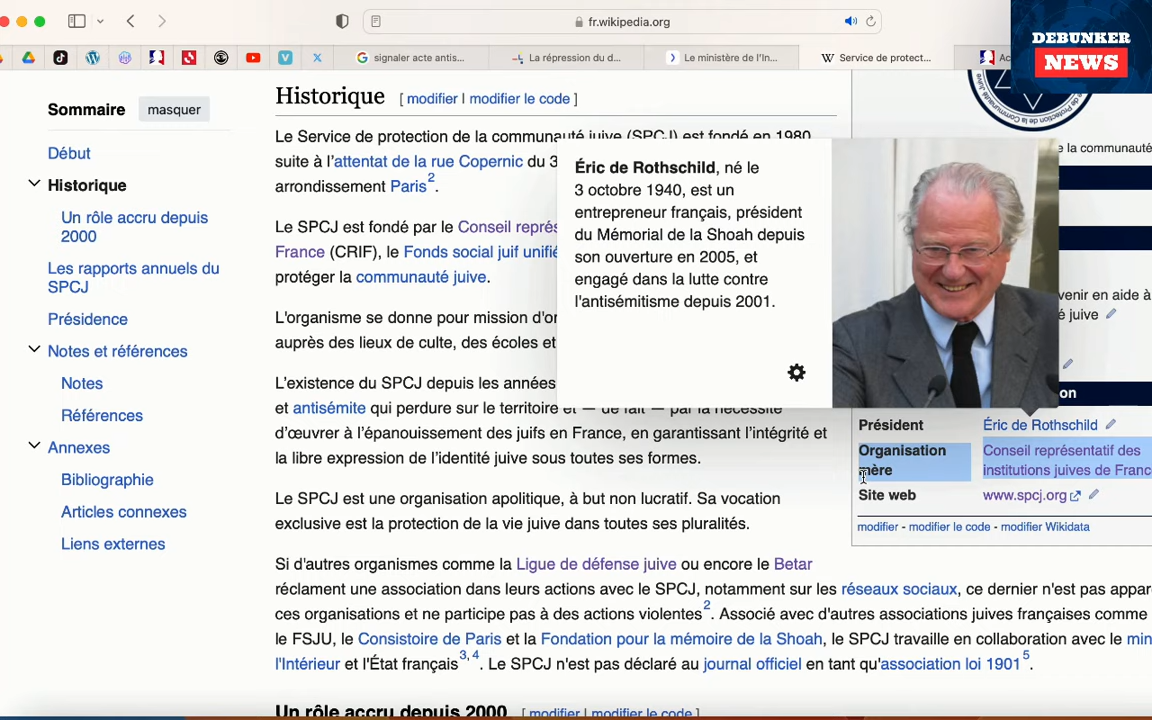 fr.wikipedia.org
signaler acte antis...
La répression du d...
Le ministère de l'In...
Service de protect...
DEBUNKER
NEWS
Sommaire
masquer
Début
Historique
Un rôle accru depuis
2000
Les rapports annuels du
SPCJ
Présidence
Notes et références
Notes
Références
Annexes
Bibliographie
Articles connexes
Liens externes
Historique [ modifier | modifier le code ]
Le Service de protection de la communauté juive (SPCJ) est fondé en 1980
suite à l'attentat de la rue Copernic du 3
arrondissement Paris2.
Le SPCJ est fondé par le Conseil représ
France (CRIF), le Fonds social juif unifié
protéger la communauté juive.
L'organisme se donne pour mission d'or
auprès des lieux de culte, des écoles et
L'existence du SPCJ depuis les années
et antisémite qui perdure sur le territoire et — de fait — par la nécessité
d'œuvrer à l'épanouissement des juifs en France, en garantissant l'intégrité et
la libre expression de l'identité juive sous toutes ses formes.
Le SPCJ est une organisation apolitique, à but non lucratif. Sa vocation
exclusive est la protection de la vie juive dans toutes ses pluralités.
Si d'autres organismes comme la Ligue de défense juive ou encore le Betar
réclament une association dans leurs actions avec le SPCJ, notamment sur les réseaux sociaux, ce dernier n'est pas appar
ces organisations et ne participe pas à des actions violentes2. Associé avec d'autres associations juives françaises comme
le FSJU, le Consistoire de Paris et la Fondation pour la mémoire de la Shoah, le SPCJ travaille en collaboration avec le min
l'Intérieur et l'État français3, 4. Le SPCJ n'est pas déclaré au journal officiel en tant qu'association loi 19015.
Un rôle accru depuis 2000 [ modifier | modifier le code ]
Éric de Rothschild, né le
3 octobre 1940, est un
entrepreneur français, président
du Mémorial de la Shoah depuis
son ouverture en 2005, et
engagé dans la lutte contre
l'antisémitisme depuis 2001.
e la communauté
venir en aide à
é juive
on
Président Éric de Rothschild
Organisation mère Conseil représentatif des
institutions juives de Franc
Site web www.spcj.org
modifier - modifier le code - modifier Wikidata